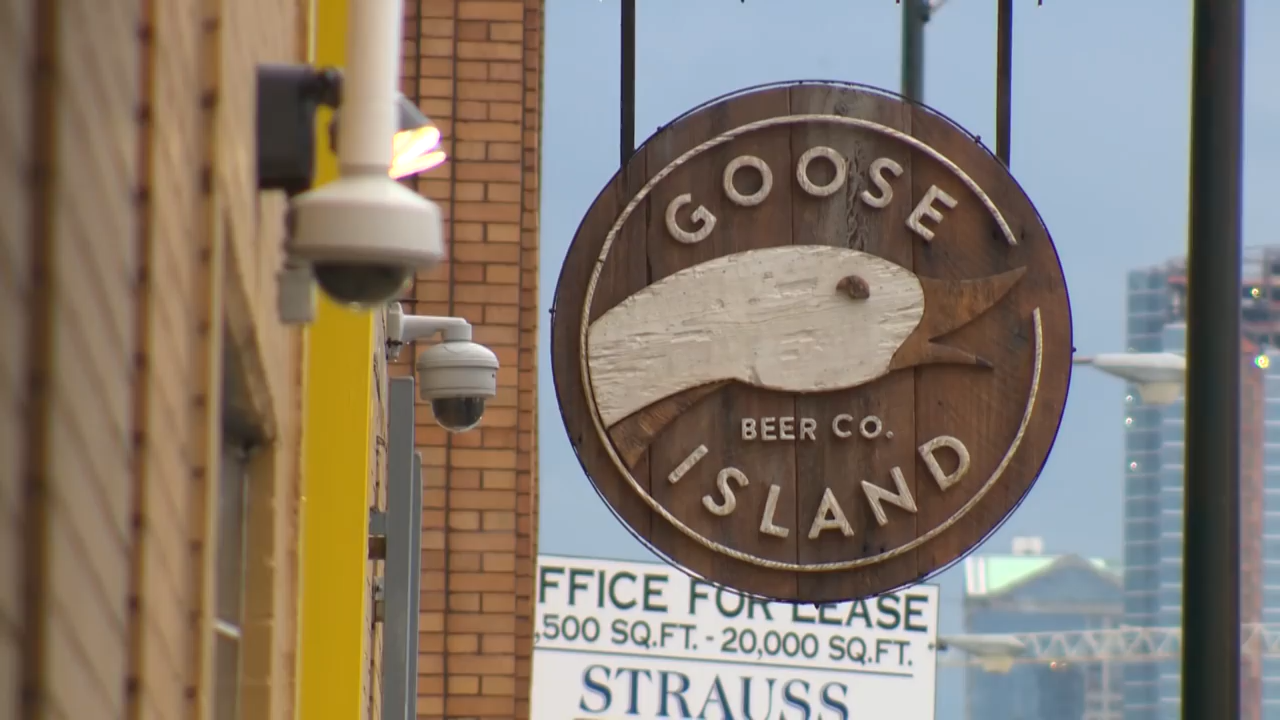 GOOSE
BEER CO.
ISLAND
FFICE FOR LEASE
,500 SQ.FT. - 20,000 SQ.FT.
STRAUSS